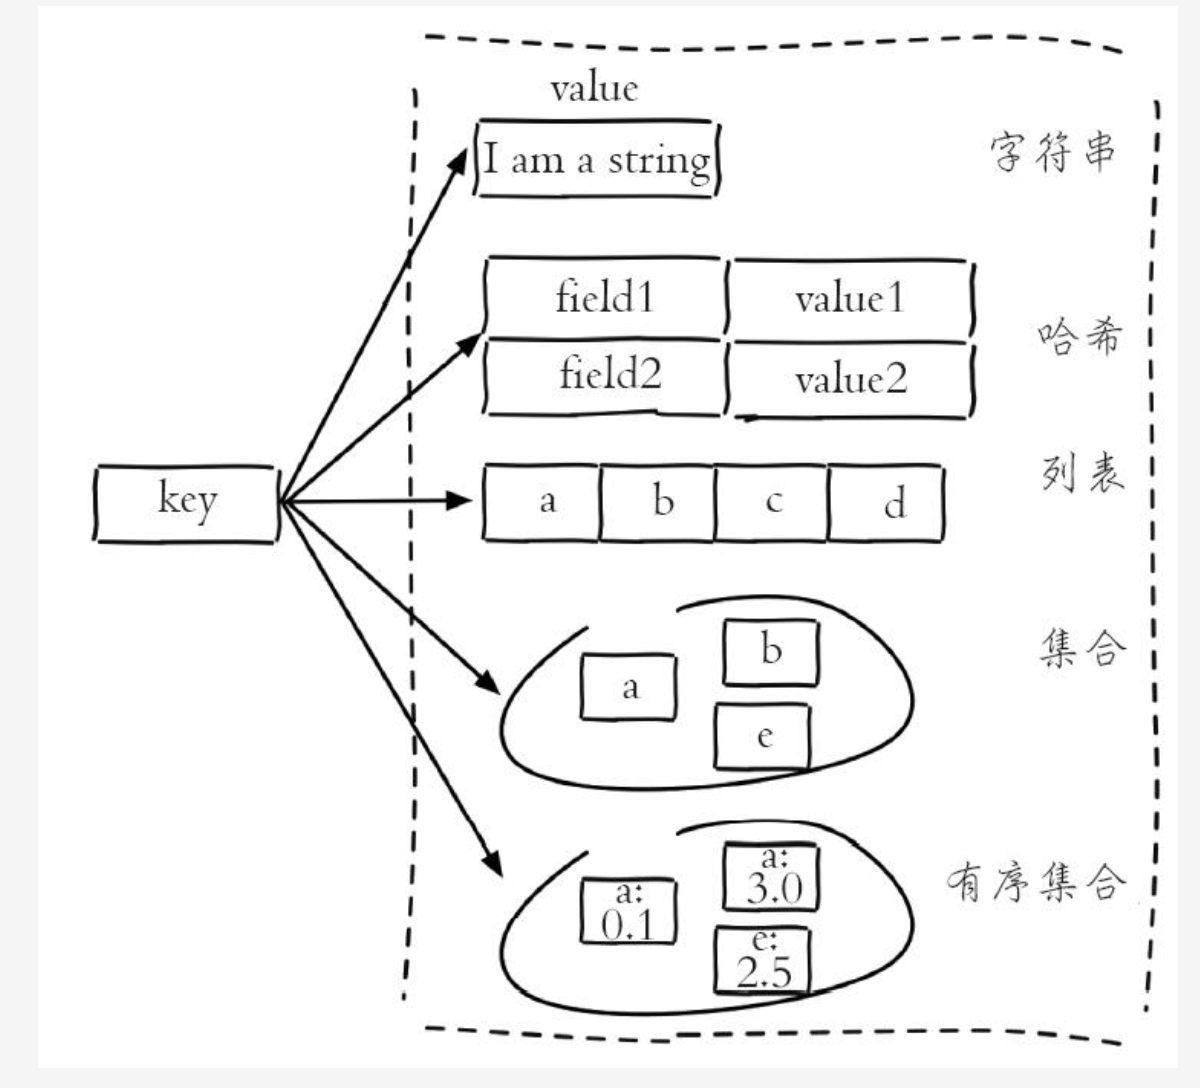 value
I am a string
字符串
field1 value1
哈希
field2 value2
列表
key
a b c d
集合
b
a
e
有序集合
a:
3.0
a:
0.1
e:
2.5